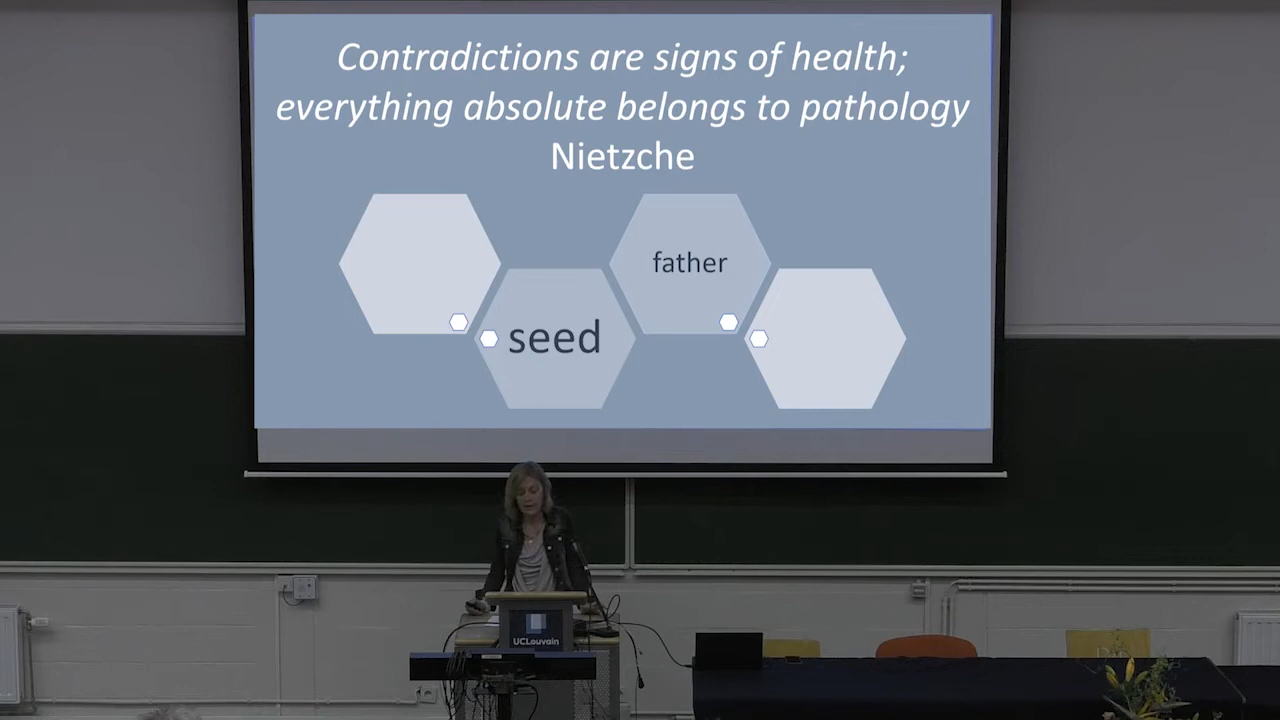 Contradictions are signs of health;
everything absolute belongs to pathology
Nietzche
father
seed
UCLouvain